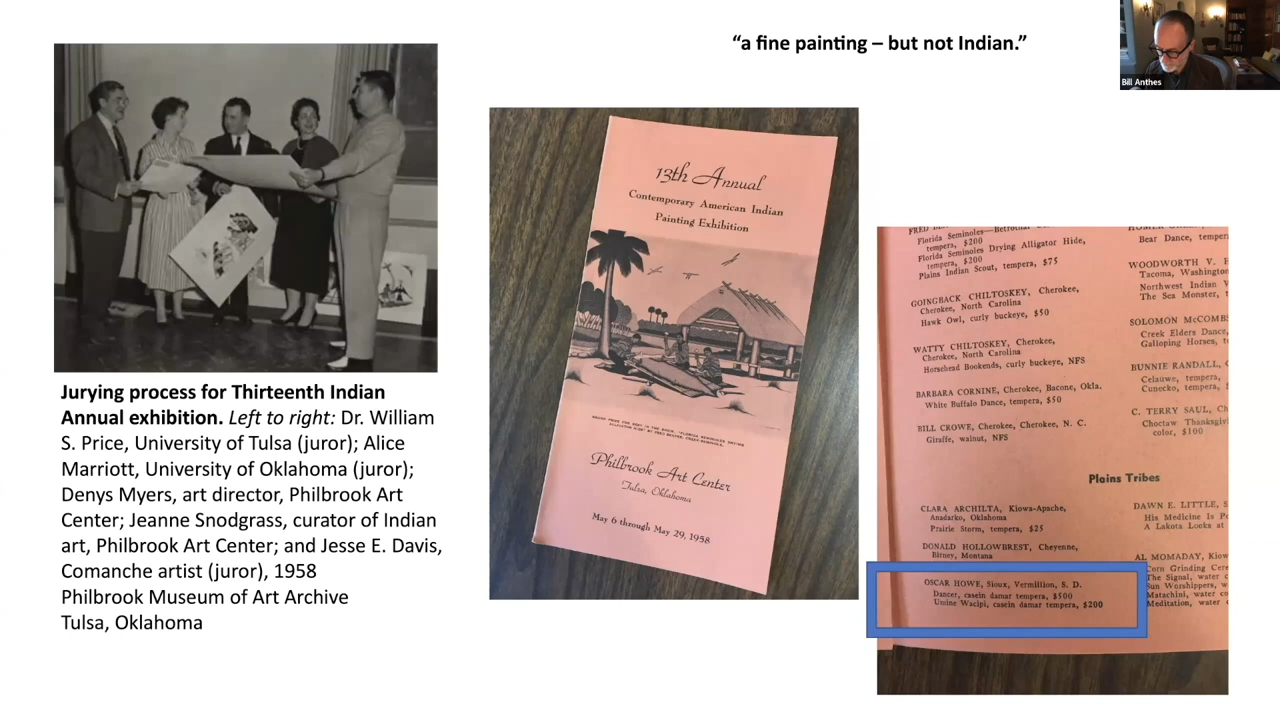 “a fine painting – but not Indian.”
Bill Anthes
Jurying process for Thirteenth Indian
Annual exhibition. Left to right: Dr. William
S. Price, University of Tulsa (juror); Alice
Marriott, University of Oklahoma (juror);
Denys Myers, art director, Philbrook Art
Center; Jeanne Snodgrass, curator of Indian
art, Philbrook Art Center; and Jesse E. Davis,
Comanche artist (juror), 1958
Philbrook Museum of Art Archive
Tulsa, Oklahoma
13th Annual
Contemporary American Indian
Painting Exhibition
Philbrook Art Center
Tulsa, Oklahoma
May 6 through May 29, 1958
Florida Seminoles—
tempera, $200
Florida Seminoles Drying Alligator Hide,
tempera, $200
Plains Indian Scout, tempera, $75
GOINGBACK CHILTOSKEY, Cherokee,
Cherokee, North Carolina
Hawk Owl, curly buckeye, $50
WATTY CHILTOSKEY, Cherokee,
Cherokee, North Carolina
Horsehead Bookends, curly buckeye, NFS
BARBARA CORNINE, Cherokee, Bacone, Okla.
White Buffalo Dance, tempera, $50
BILL CROWE, Cherokee, Cherokee, N. C.
Giraffe, walnut, NFS
Bear Dance, temper
WOODWORTH V.
Tacoma, Washington
Northwest Indian
The Sea Monster,
SOLOMON McCOMB
Creek Elders Dance,
Galloping Horses,
BUNNIE RANDALL,
Celauwe, tempera,
Cunecko, tempera,
C. TERRY SAUL, Ch
Choctaw Thanksgiv
color, $100
Plains Tribes
CLARA ARCHILTA, Kiowa-Apache,
Anadarko, Oklahoma
Prairie Storm, tempera, $25
DONALD HOLLOWBREST, Cheyenne,
Birney, Montana
OSCAR HOWE, Sioux, Vermillion, S. D.
Dancer, casein damar tempera, $500
Umine Wacipi, casein damar tempera, $200
DAWN E. LITTLE, S
His Medicine Is
A Lakota Looks at
AL MOMADAY, Kiow
Corn Grinding Cere
The Signal, water
Sun Worshippers, w
Matachini, water
Meditation, water